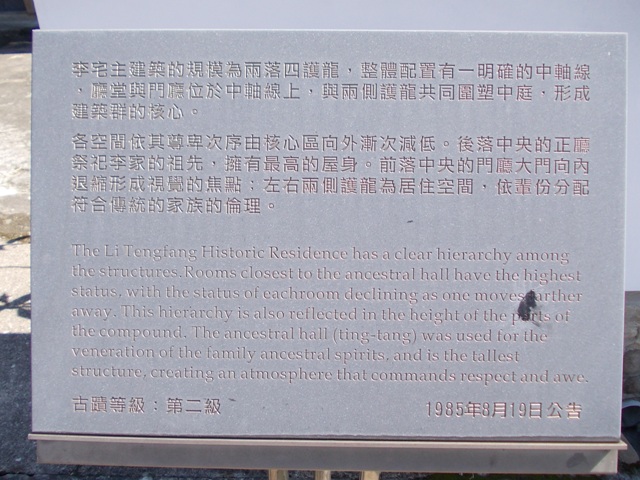 李宅主建築的規模為兩落四護龍，整體配置有一明確的中軸線
，廳堂與門廳位於中軸線上，與兩側護龍共同圍塑中庭，形成
建築群的核心。
各空間依其尊卑次序由核心區向外漸次減低。後落中央的正廳
祭祀李家的祖先，擁有最高的屋身。前落中央的門廳大門向內
退縮形成視覺的焦點；左右兩側護龍為居住空間，依輩份分配
符合傳統的家族的倫理。
The Li Tengfang Historic Residence has a clear hierarchy among
the structures. Rooms closest to the ancestral hall have the highest
status, with the status of eachroom declining as one moves farther
away. This hierarchy is also reflected in the height of the parts of
the compound. The ancestral hall (ting-tang) was used for the
veneration of the family ancestral spirits, and is the tallest
structure, creating an atmosphere that commands respect and awe.
古蹟等級：第二級 1985年8月19日公告